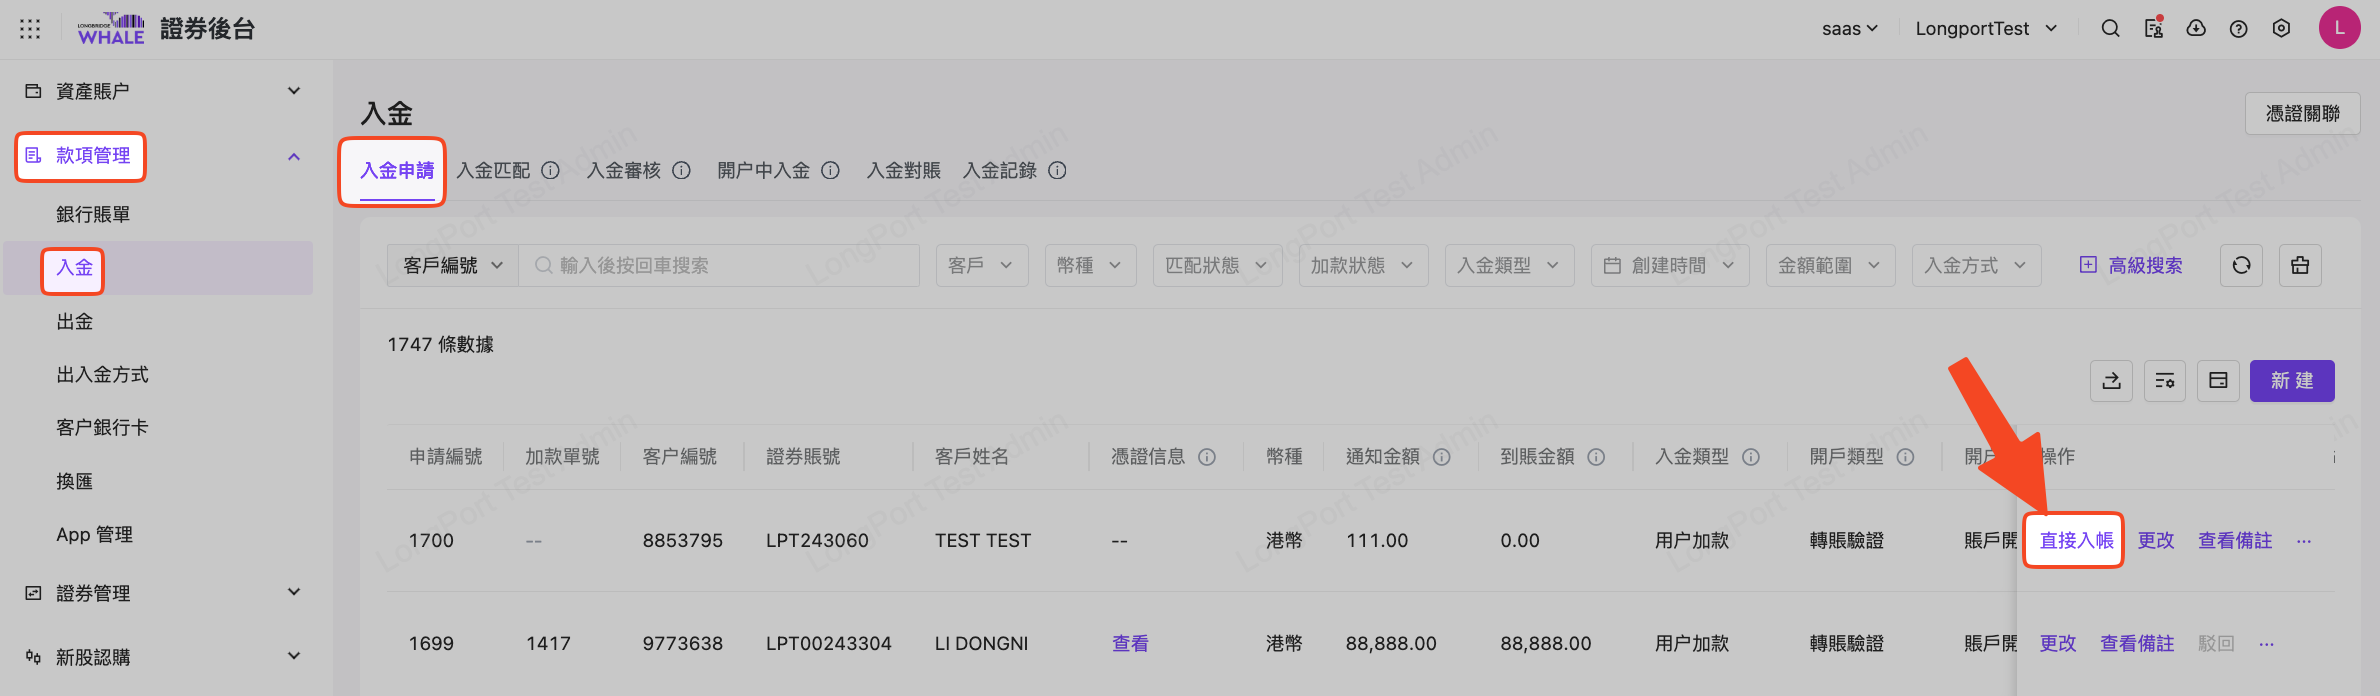 LONGBRIDGE
WHALE 證券後台 saas LongportTest L
資產賬户
款項管理
銀行賬單
入金
出金
出入金方式
客户銀行卡
換匯
App 管理
證券管理
新股認購
入金 憑證關聯
入金申請 入金匹配 入金審核 開户中入金 入金對賬 入金記錄
客戶編號 輸入後按回車搜索 客戶 幣種 匹配狀態 加款狀態 入金類型 創建時間 金額範圍 入金方式 高級搜索
1747 條數據
新 建
申請編號 加款單號 客户編號 證券賬號 客戶姓名 憑證信息 幣種 通知金額 到賬金額 入金類型 開戶類型 開戶 操作
1700 -- 8853795 LPT243060 TEST TEST -- 港幣 111.00 0.00 用户加款 轉賬驗證 賬戶開 直接入帳 更改 查看備註 ···
1699 1417 9773638 LPT00243304 LI DONGNI 查看 港幣 88,888.00 88,888.00 用户加款 轉賬驗證 賬戶開 更改 查看備註 駁回 ···
LongPort Test Admin